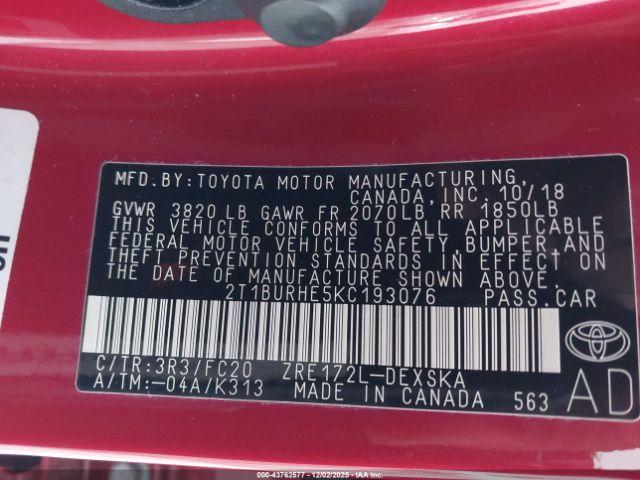 MFD.BY:TOYOTA MOTOR MANUFACTURING,
CANADA, INC. 10/18
GVWR 3820 LB GAWR FR 2070LB, RR 1850LB
THIS VEHICLE CONFORMS TO ALL APPLICABLE
FEDERAL MOTOR VEHICLE SAFETY, BUMPER AND
THEFT PREVENTION STANDARDS IN EFFECT ON
THE DATE OF MANUFACTURE SHOWN ABOVE.
2T1BURHE5KC193076 PASS.CAR
C/TR:3R3/FC20 ZRE172L-DEXSKA
A/TM:-04A/K313 MADE IN CANADA 563
TOYOTA
AD
000-43762577 - 12/02/2025 - IAA, Inc.